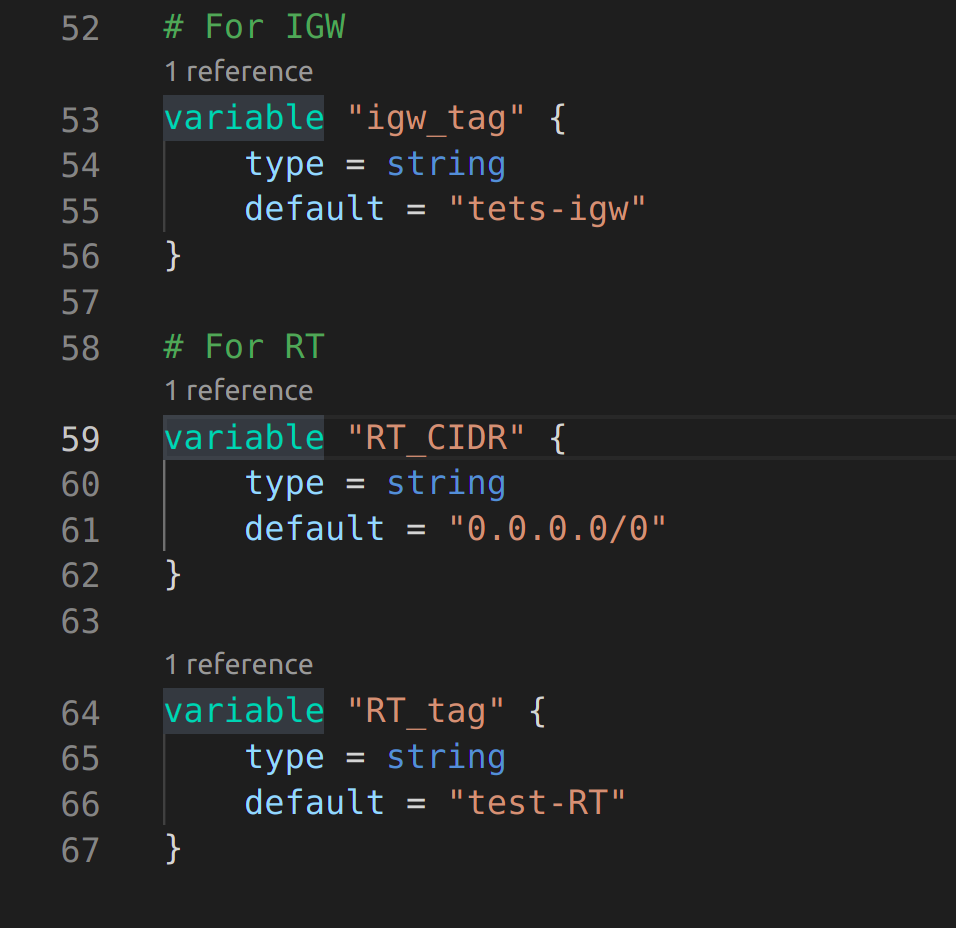 52 # For IGW
1 reference
53 variable "igw_tag" {
54     type = string
55     default = "tets-igw"
56 }
57
58 # For RT
1 reference
59 variable "RT_CIDR" {
60     type = string
61     default = "0.0.0.0/0"
62 }
63
1 reference
64 variable "RT_tag" {
65     type = string
66     default = "test-RT"
67 }